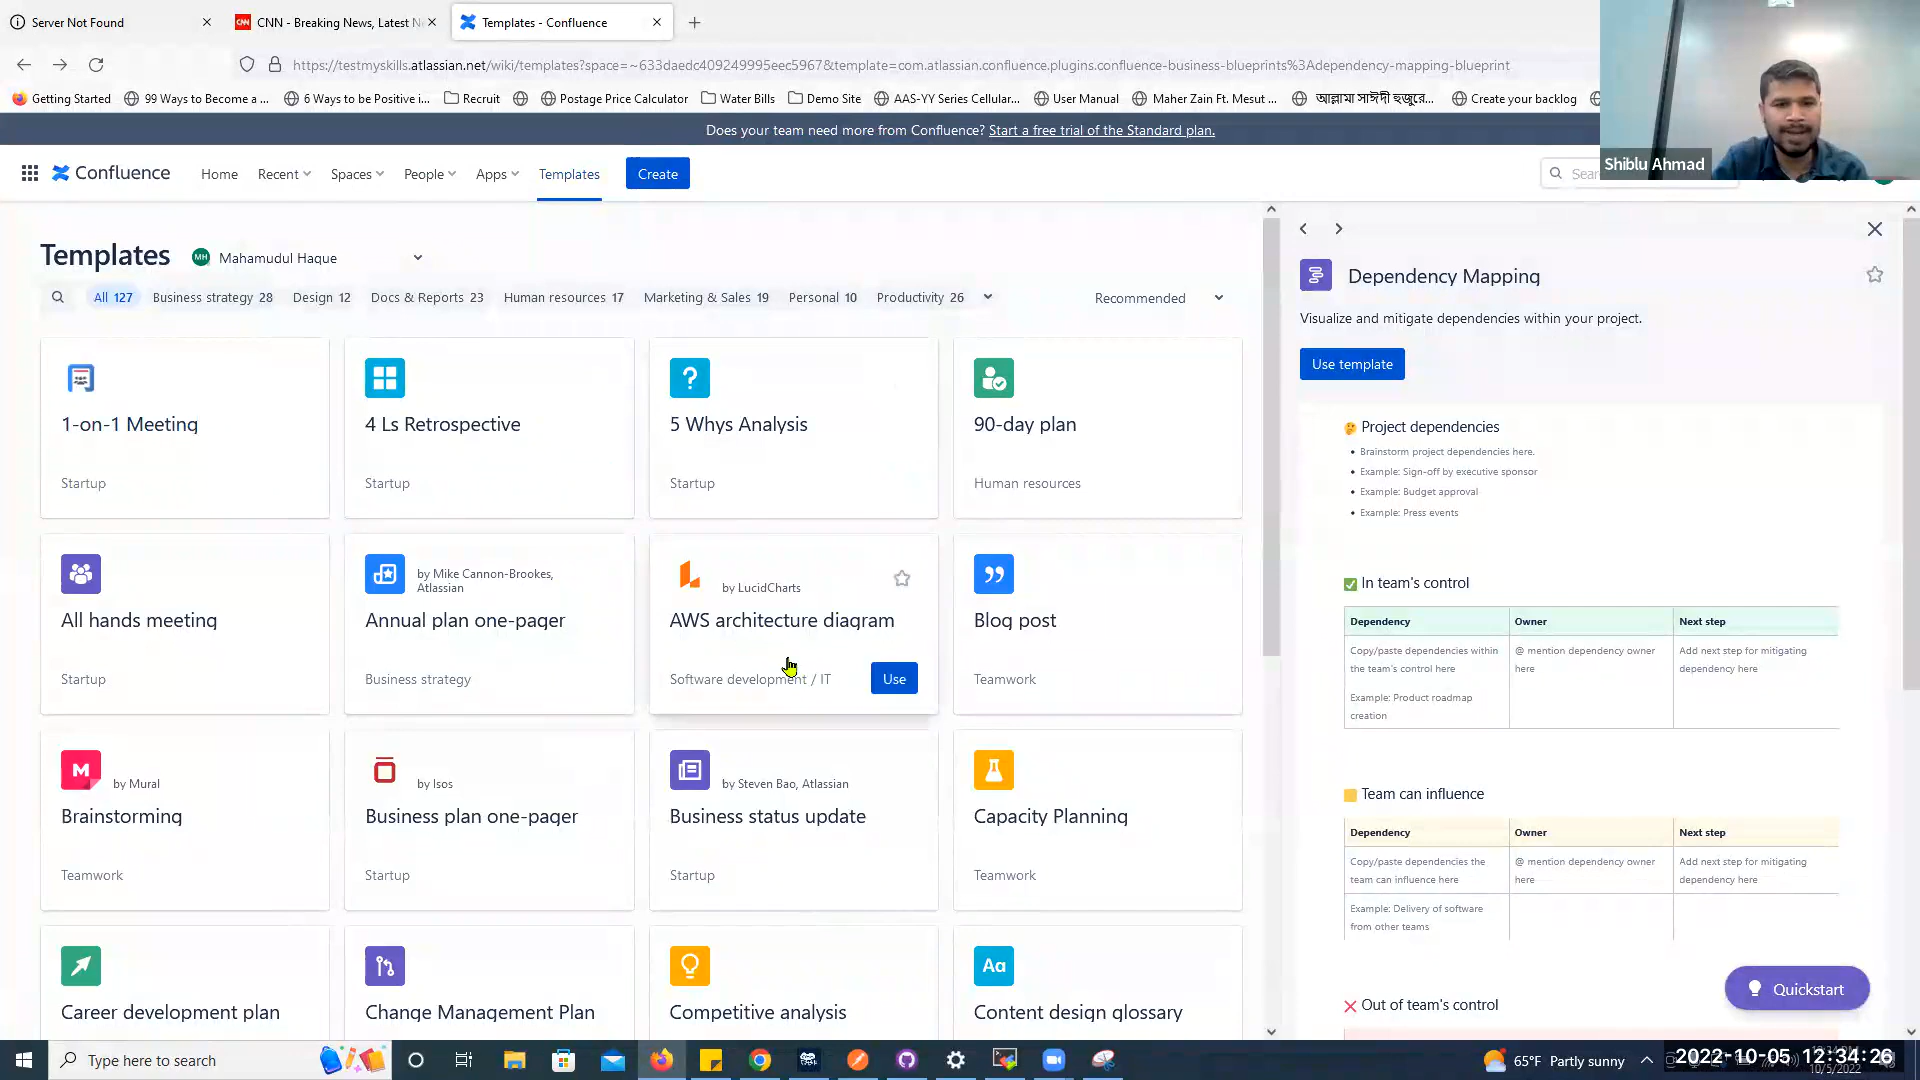 Server Not Found
CNN - Breaking News, Latest N
Templates - Confluence
https://testmyskills.atlassian.net/wiki/templates?space=~633daedc409249995eec5967&template=com.atlassian.confluence.plugins.confluence-business-blueprints%3Adependency-mapping-blueprint
Getting Started
99 Ways to Become a ...
6 Ways to be Positive i...
Recruit
Postage Price Calculator
Water Bills
Demo Site
AAS-YY Series Cellular...
User Manual
Maher Zain Ft. Mesut ...
আল্লামা সাঈদী হুজুরে...
Create your backlog
Does your team need more from Confluence? Start a free trial of the Standard plan.
Shiblu Ahmad
Confluence
Home
Recent
Spaces
People
Apps
Templates
Create
Sear
Templates
MH
Mahamudul Haque
All 127
Business strategy 28
Design 12
Docs & Reports 23
Human resources 17
Marketing & Sales 19
Personal 10
Productivity 26
Recommended
1-on-1 Meeting
Startup
4 Ls Retrospective
Startup
?
5 Whys Analysis
Startup
90-day plan
Human resources
All hands meeting
Startup
by Mike Cannon-Brookes,
Atlassian
Annual plan one-pager
Business strategy
by LucidCharts
AWS architecture diagram
Software development / IT
Use
Blog post
Teamwork
M
by Mural
Brainstorming
Teamwork
by Isos
Business plan one-pager
Startup
by Steven Bao, Atlassian
Business status update
Startup
Capacity Planning
Teamwork
Career development plan
Change Management Plan
Competitive analysis
Aa
Content design glossary
Dependency Mapping
Visualize and mitigate dependencies within your project.
Use template
Project dependencies
• Brainstorm project dependencies here.
• Example: Sign-off by executive sponsor
• Example: Budget approval
• Example: Press events
In team's control
Dependency
Owner
Next step
Copy/paste dependencies within
the team's control here
Example: Product roadmap
creation
@ mention dependency owner
here
Add next step for mitigating
dependency here
Team can influence
Dependency
Owner
Next step
Copy/paste dependencies the
team can influence here
@ mention dependency owner
here
Add next step for mitigating
dependency here
Example: Delivery of software
from other teams
Out of team's control
Quickstart
Type here to search
65°F Partly sunny
2022-10-05 12:34:26
10/5/2022